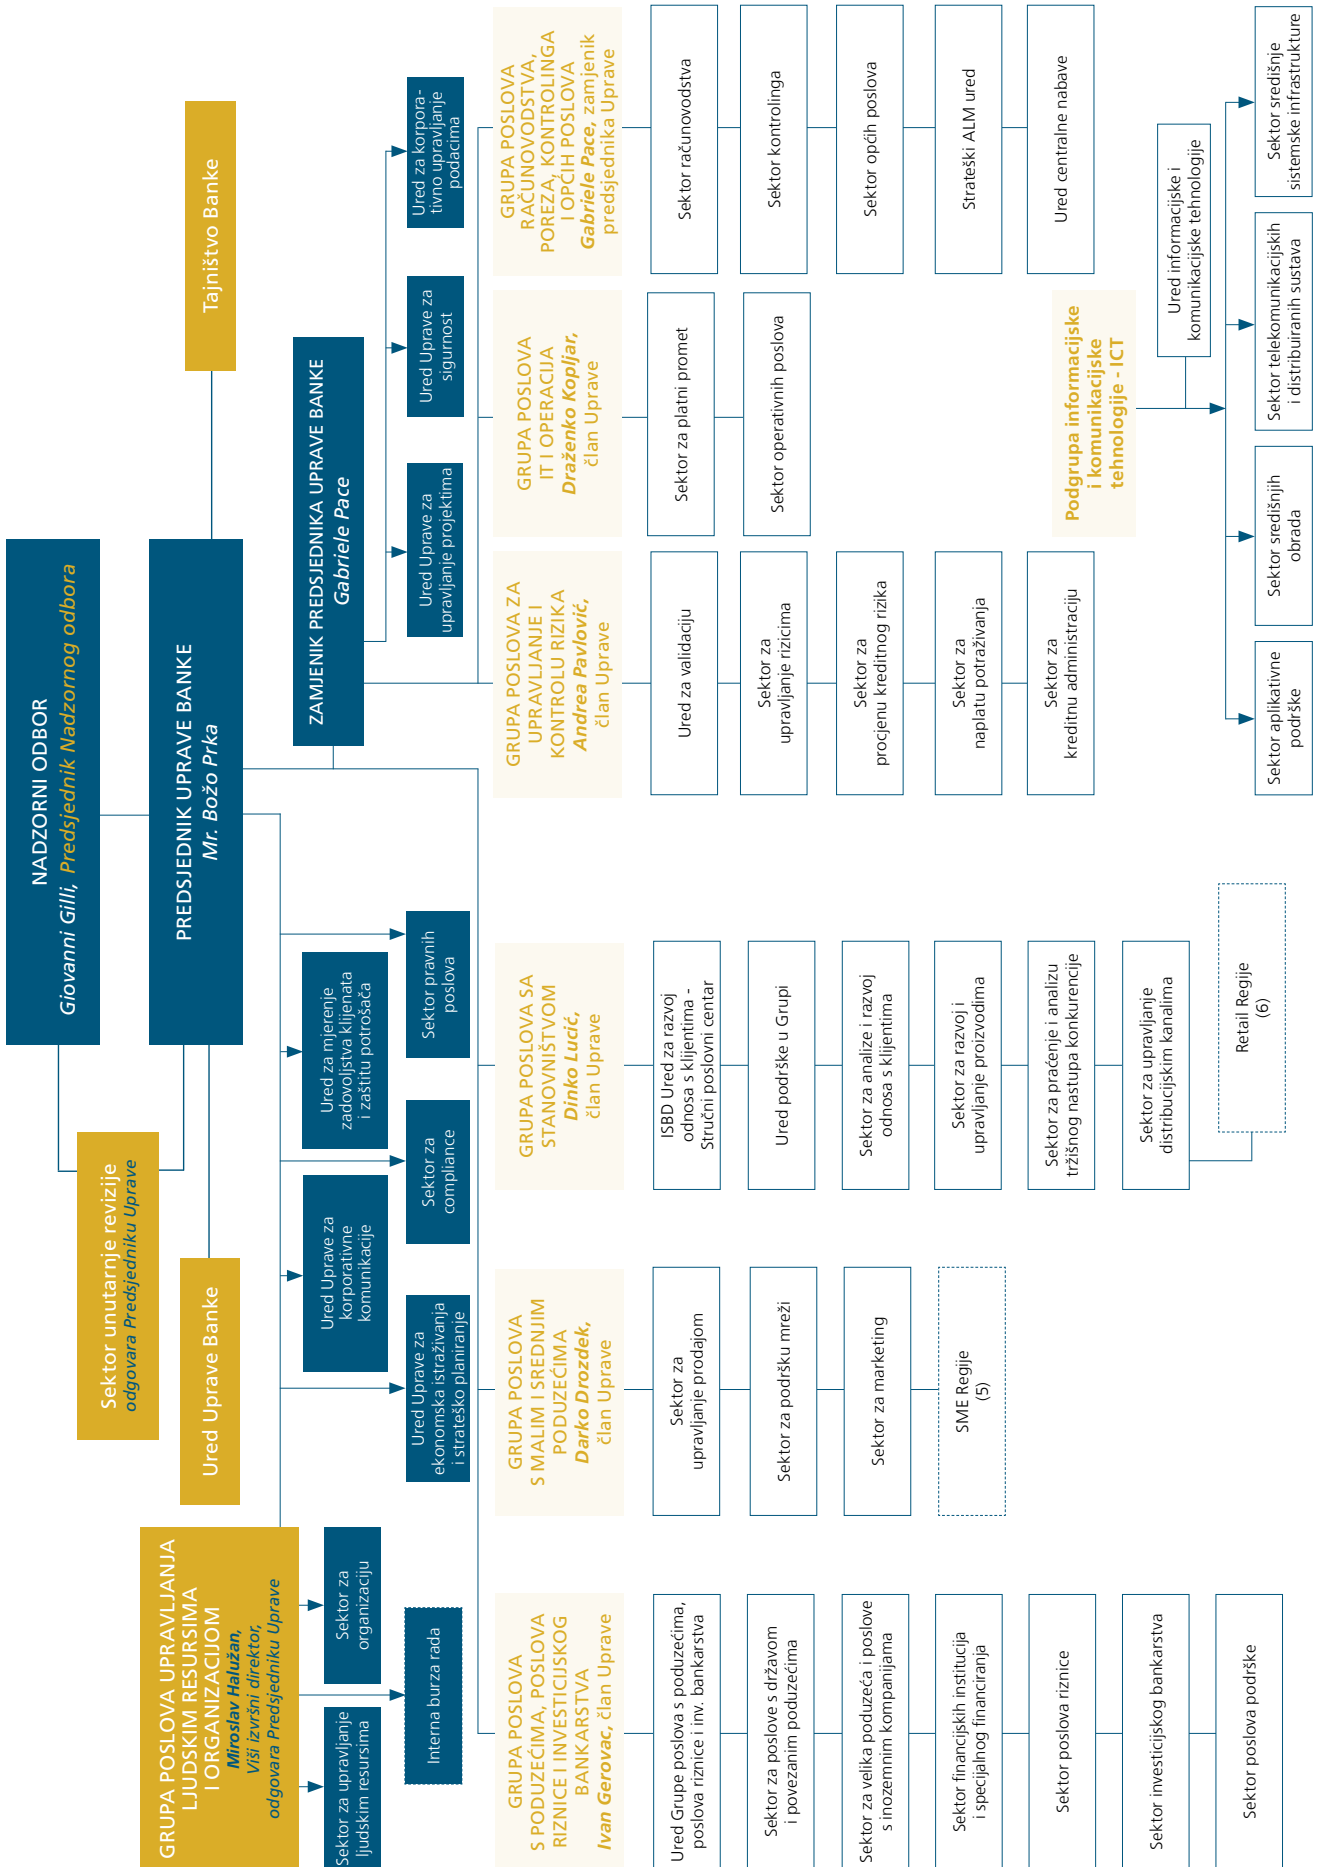 NADZORNI ODBOR
Giovanni Gilli, Predsjednik Nadzornog odbora
Sektor unutarnje revizije
odgovara Predsjedniku Uprave
PREDSJEDNIK UPRAVE BANKE
Mr. Božo Prka
Ured Uprave Banke
Tajništvo Banke
GRUPA POSLOVA UPRAVLJANJA
LJUDSKIM RESURSIMA
I ORGANIZACIJOM
Miroslav Halužan,
Viši izvršni direktor,
odgovara Predsjedniku Uprave
Sektor za upravljanje
ljudskim resursima
Sektor za
organizaciju
Interna burza rada
Ured Uprave za
korporativne
komunikacije
Ured za mjerenje
zadovoljstva klijenata
i zaštitu potrošača
Ured Uprave za
ekonomska istraživanja
i strateško planiranje
Sektor za
compliance
Sektor pravnih
poslova
ZAMJENIK PREDSJEDNIKA UPRAVE BANKE
Gabriele Pace
Ured Uprave za
upravljanje projektima
Ured Uprave za
sigurnost
Ured za korpora-
tivno upravljanje
podacima
GRUPA POSLOVA
S PODUZEĆIMA, POSLOVA
RIZNICE I INVESTICIJSKOG
BANKARSTVA
Ivan Gerovac, član Uprave
Ured Grupe poslova s poduzećima,
poslova riznice i inv. bankarstva
Sektor za poslove s državom
i povezanim poduzećima
Sektor za velika poduzeća i poslove
s inozemnim kompanijama
Sektor financijskih institucija
i specijalnog financiranja
Sektor poslova riznice
Sektor investicijskog bankarstva
Sektor poslova podrške
GRUPA POSLOVA
S MALIM I SREDNJIM
PODUZEĆIMA
Darko Drozdek,
član Uprave
Sektor za
upravljanje prodajom
Sektor za podršku mreži
Sektor za marketing
SME Regije
(5)
GRUPA POSLOVA SA
STANOVNIŠTVOM
Dinko Lucić,
član Uprave
ISBD Ured za razvoj
odnosa s klijentima -
Stručni poslovni centar
Ured podrške u Grupi
Sektor za analize i razvoj
odnosa s klijentima
Sektor za razvoj i
upravljanje proizvodima
Sektor za praćenje i analizu
tržišnog nastupa konkurencije
Sektor za upravljanje
distribucijskim kanalima
Retail Regije
(6)
GRUPA POSLOVA ZA
UPRAVLJANJE I
KONTROLU RIZIKA
Andrea Pavlović,
član Uprave
Ured za validaciju
Sektor za
upravljanje rizicima
Sektor za
procjenu kreditnog rizika
Sektor za
naplatu potraživanja
Sektor za
kreditnu administraciju
GRUPA POSLOVA
IT I OPERACIJA
Draženko Kopljar,
član Uprave
Sektor za platni promet
Sektor operativnih poslova
GRUPA POSLOVA
RAČUNOVODSTVA,
POREZA, KONTROLINGA
I OPĆIH POSLOVA
Gabriele Pace, zamjenik
predsjednika Uprave
Sektor računovodstva
Sektor kontrolinga
Sektor općih poslova
Strateški ALM ured
Ured centralne nabave
Podgrupa informacijske
i komunikacijske
tehnologije - ICT
Ured informacijske i
komunikacijske tehnologije
Sektor aplikativne
podrške
Sektor središnjih
obrada
Sektor telekomunikacijskih
i distribuiranih sustava
Sektor središnje
sistemske infrastrukture